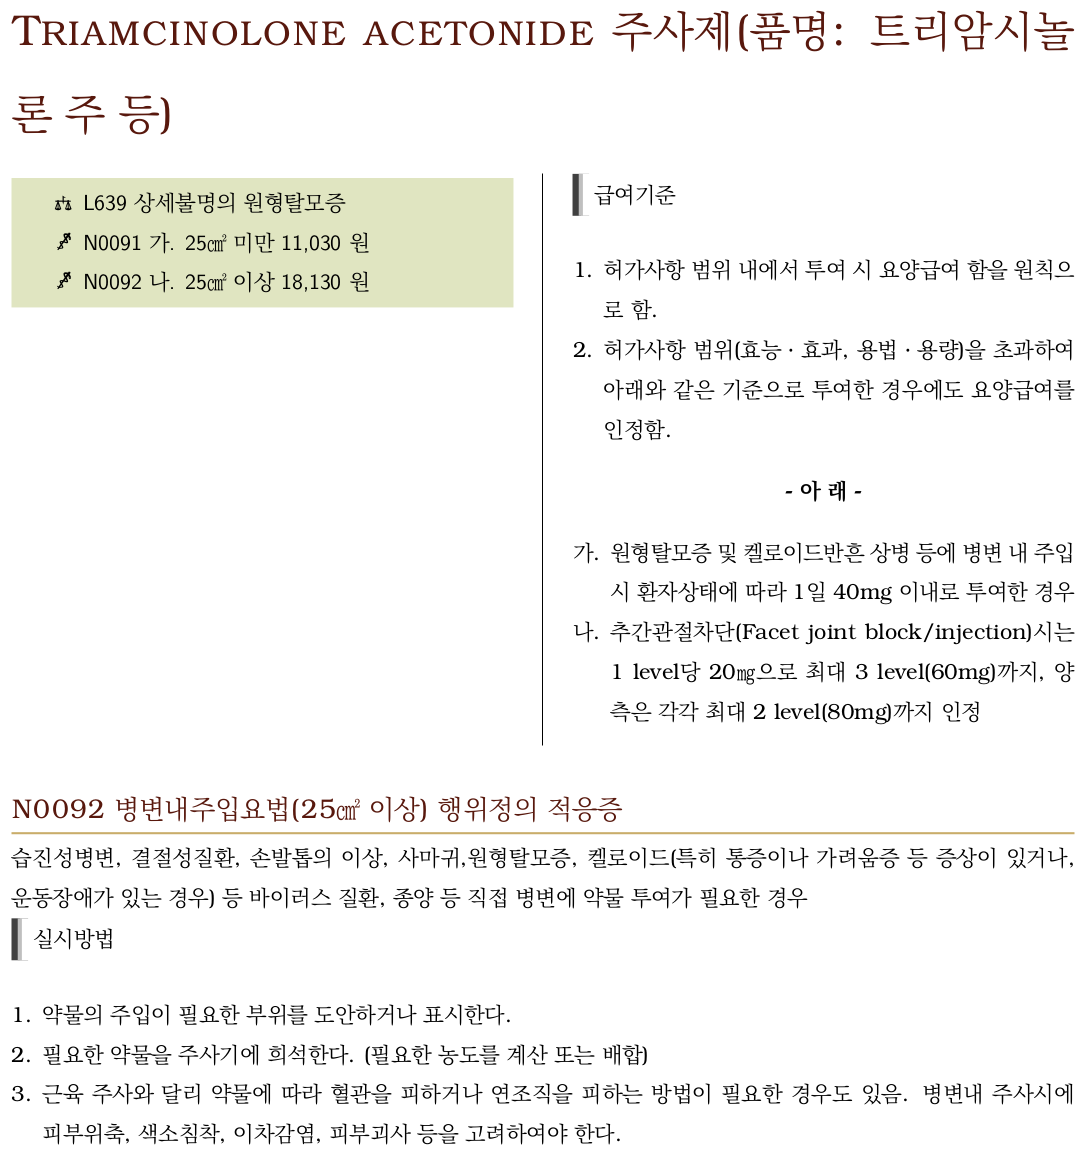 TRIAMCINOLONE ACETONIDE 주사제(품명: 트리암시놀
론 주 등)
L639 상세불명의 원형탈모증
N0091 가. 25㎠ 미만 11,030 원
N0092 나. 25㎠ 이상 18,130 원
급여기준
1. 허가사항 범위 내에서 투여 시 요양급여 함을 원칙으
로 함.
2. 허가사항 범위(효능 · 효과, 용법 · 용량)을 초과하여
아래와 같은 기준으로 투여한 경우에도 요양급여를
인정함.
- 아 래 -
가. 원형탈모증 및 켈로이드반흔 상병 등에 병변 내 주입
시 환자상태에 따라 1일 40mg 이내로 투여한 경우
나. 추간관절차단(Facet joint block/injection)시는
1 level당 20㎎으로 최대 3 level(60mg)까지, 양
측은 각각 최대 2 level(80mg)까지 인정
N0092 병변내주입요법(25㎠ 이상) 행위정의 적응증
습진성병변, 결절성질환, 손발톱의 이상, 사마귀,원형탈모증, 켈로이드(특히 통증이나 가려움증 등 증상이 있거나,
운동장애가 있는 경우) 등 바이러스 질환, 종양 등 직접 병변에 약물 투여가 필요한 경우
실시방법
1. 약물의 주입이 필요한 부위를 도안하거나 표시한다.
2. 필요한 약물을 주사기에 희석한다. (필요한 농도를 계산 또는 배합)
3. 근육 주사와 달리 약물에 따라 혈관을 피하거나 연조직을 피하는 방법이 필요한 경우도 있음. 병변내 주사시에
피부위축, 색소침착, 이차감염, 피부괴사 등을 고려하여야 한다.